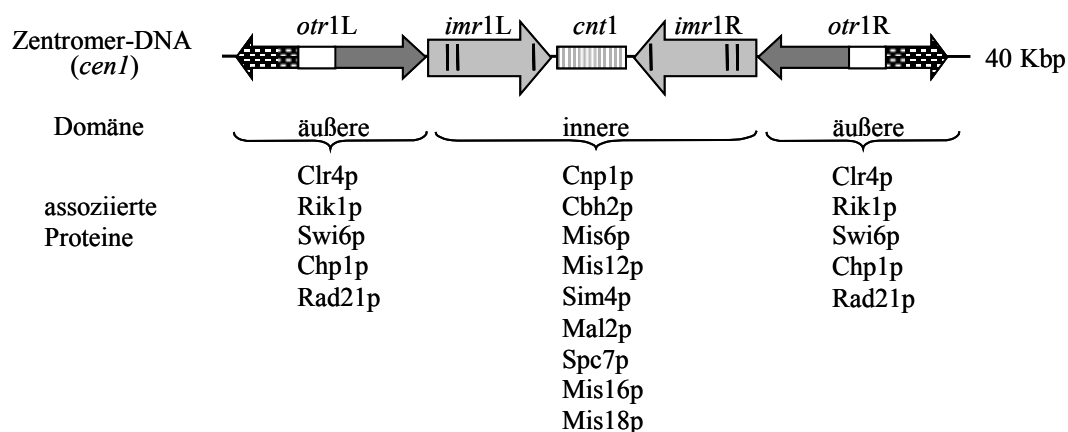 otr1L imr1L cnt1 imr1R otr1R
Zentromer-DNA
(cen1)
40 Kbp
Domäne äußere innere äußere
Clr4p Cnp1p Clr4p
assoziierte Rik1p Cbh2p Rik1p
Proteine Swi6p Mis6p Swi6p
Chp1p Mis12p Chp1p
Rad21p Sim4p Rad21p
Mal2p
Spc7p
Mis16p
Mis18p